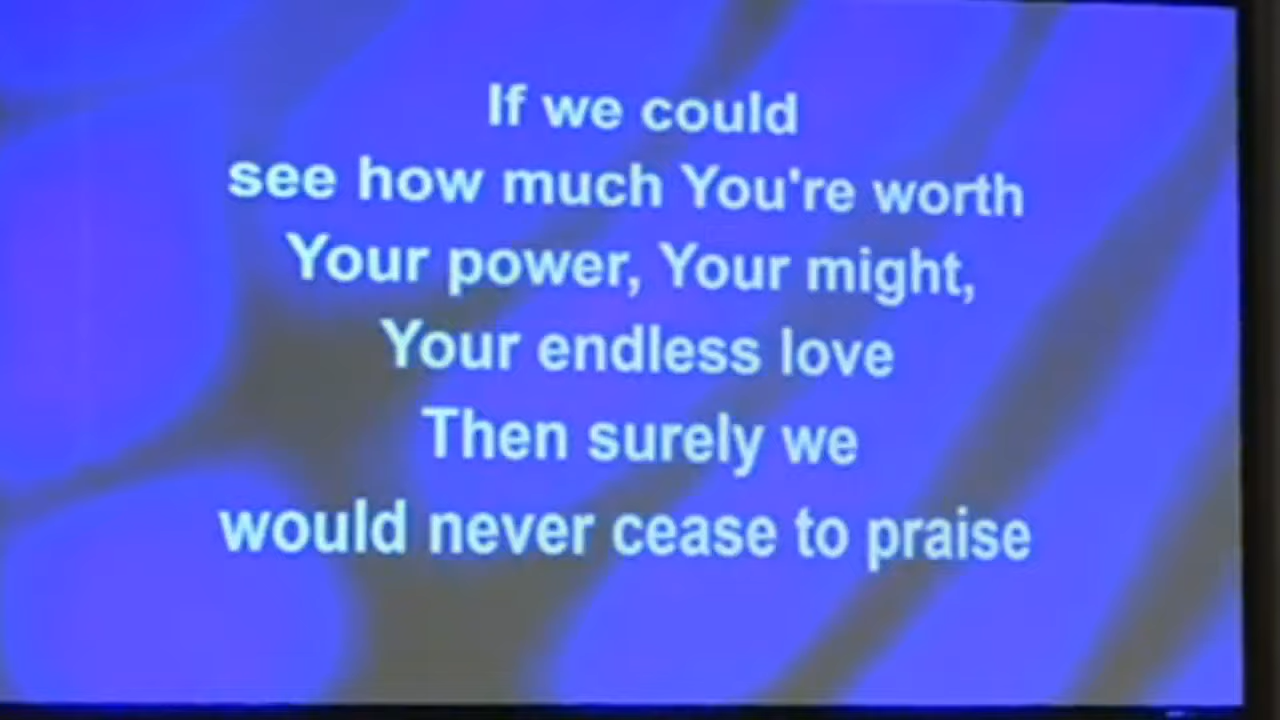 If we could
see how much You're worth
Your power, Your might,
Your endless love
Then surely we
would never cease to praise